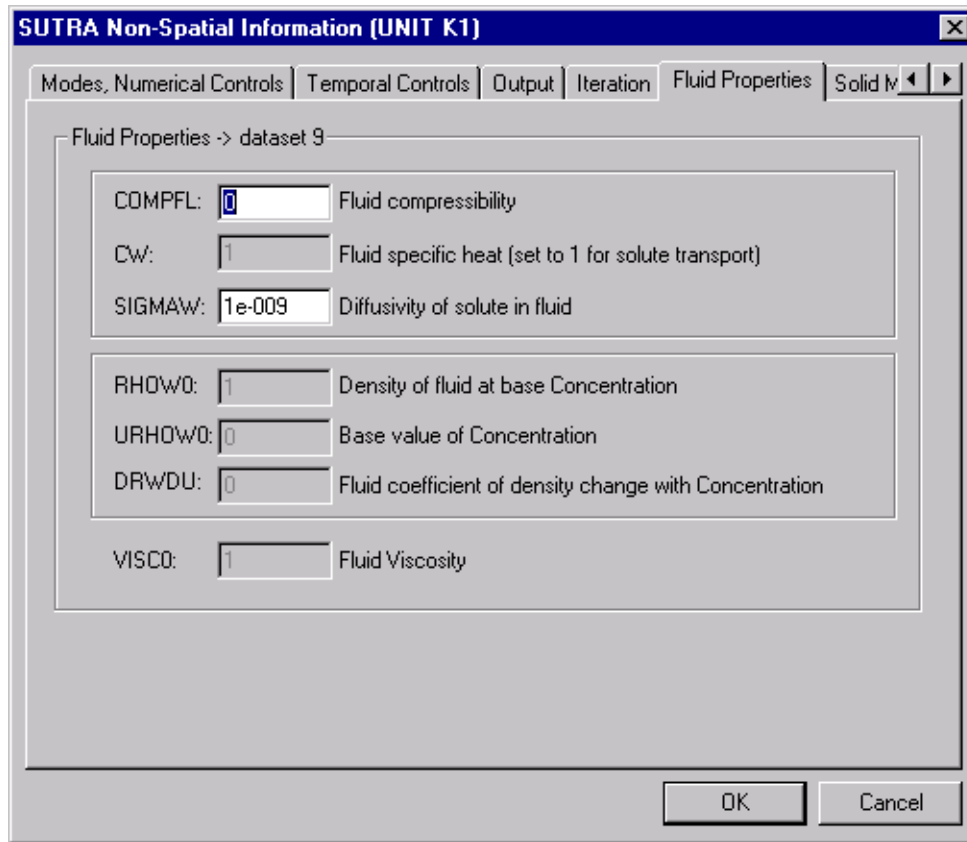 SUTRA Non-Spatial Information (UNIT K1)
Modes, Numerical Controls Temporal Controls Output Iteration Fluid Properties Solid M
Fluid Properties -> dataset 9
COMPFL: 0 Fluid compressibility
CW: 1 Fluid specific heat (set to 1 for solute transport)
SIGMAW: 1e-009 Diffusivity of solute in fluid
RHOW0: 1 Density of fluid at base Concentration
URHOW0: 0 Base value of Concentration
DRWDU: 0 Fluid coefficient of density change with Concentration
VISC0: 1 Fluid Viscosity
OK Cancel